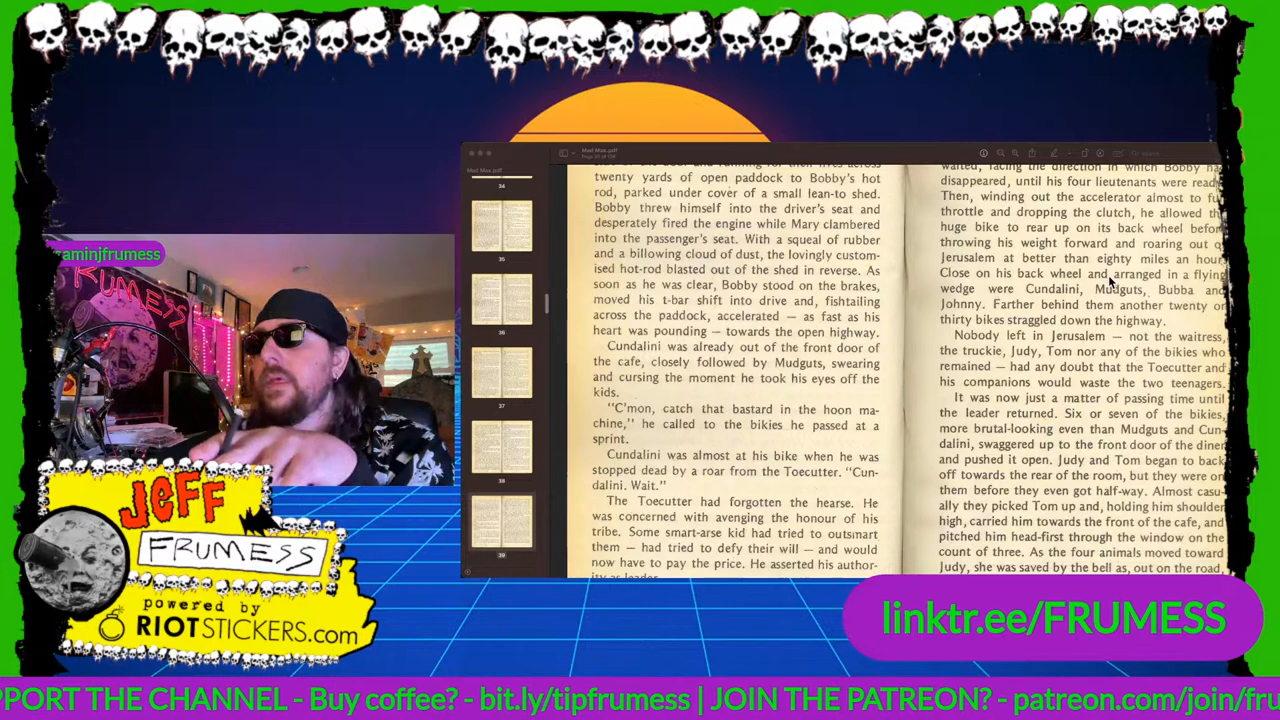 Mad Max.pdf
Mad Max.pdf
34
35
36
37
38
39
twenty yards of open paddock to Bobby's hot
rod, parked under cover of a small lean-to shed.
Bobby threw himself into the driver's seat and
desperately fired the engine while Mary clambered
into the passenger's seat. With a squeal of rubber
and a billowing cloud of dust, the lovingly custom-
ised hot-rod blasted out of the shed in reverse. As
soon as he was clear, Bobby stood on the brakes,
moved his t-bar shift into drive and, fishtailing
across the paddock, accelerated — as fast as his
heart was pounding — towards the open highway.
Cundalini was already out of the front door of
the cafe, closely followed by Mudguts, swearing
and cursing the moment he took his eyes off the
kids.
"C'mon, catch that bastard in the hoon ma-
chine," he called to the bikies he passed at a
sprint.
Cundalini was almost at his bike when he was
stopped dead by a roar from the Toecutter. "Cun-
dalini. Wait."
The Toecutter had forgotten the hearse. He
was concerned with avenging the honour of his
tribe. Some smart-arse kid had tried to outsmart
them — had tried to defy their will — and would
now have to pay the price. He asserted his author-
ity as leader
waited, facing the direction in which Bobby
disappeared, until his four lieutenants were
Then, winding out the accelerator almost to
throttle and dropping the clutch, he allowed
huge bike to rear up on its back wheel
throwing his weight forward and roaring out
Jerusalem at better than eighty miles an
Close on his back wheel and arranged in a flying
wedge were Cundalini, Mudguts, Bubba and
Johnny. Farther behind them another twenty
thirty bikes straggled down the highway.
Nobody left in Jerusalem — not the waitress,
the truckie, Judy, Tom nor any of the bikies who
remained — had any doubt that the Toecutter and
his companions would waste the two teenagers.
It was now just a matter of passing time until
the leader returned. Six or seven of the bikies,
more brutal-looking even than Mudguts and Cun-
dalini, swaggered up to the front door of the diner
and pushed it open. Judy and Tom began to back
off towards the rear of the room, but they were on
them before they even got half-way. Almost casu-
ally they picked Tom up and, holding him shoulder
high, carried him towards the front of the cafe, and
pitched him head-first through the window on the
count of three. As the four animals moved toward
Judy, she was saved by the bell as, out on the road,
raminjfrumess
RUMESS
JEFF
FRUMESS
powered by
RIOTSTICKERS.com
linktr.ee/FRUMESS
PPORT THE CHANNEL - Buy coffee? - bit.ly/tipfrumess | JOIN THE PATREON? - patreon.com/join/fru